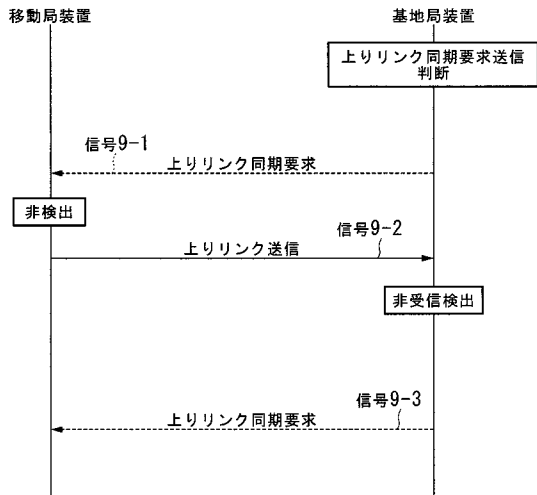 移動局装置
基地局装置
上りリンク同期要求送信
判断
信号9-1
上りリンク同期要求
非検出
信号9-2
上りリンク送信
非受信検出
信号9-3
上りリンク同期要求